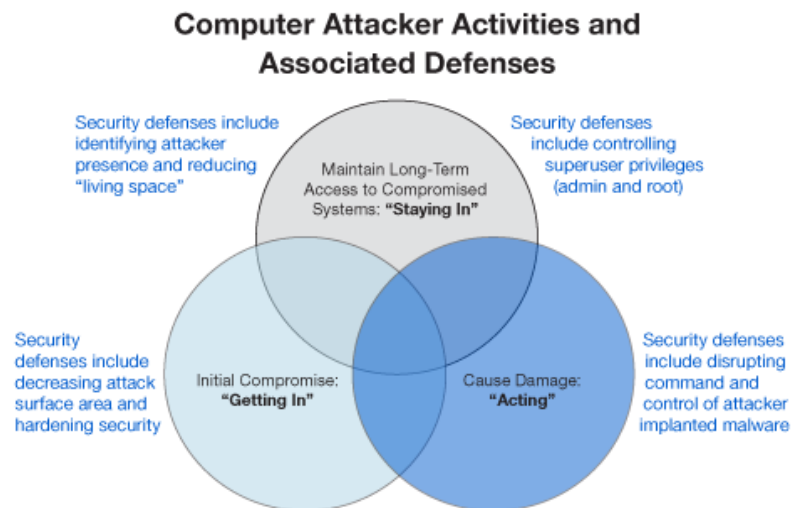 Computer Attacker Activities and
Associated Defenses
Security defenses include
identifying attacker
presence and reducing
“living space”
Security defenses
include controlling
superuser privileges
(admin and root)
Maintain Long-Term
Access to Compromised
Systems: “Staying In”
Security
defenses include
decreasing attack
surface area and
hardening security
Initial Compromise:
“Getting In”
Cause Damage:
“Acting”
Security defenses
include disrupting
command and
control of attacker
implanted malware